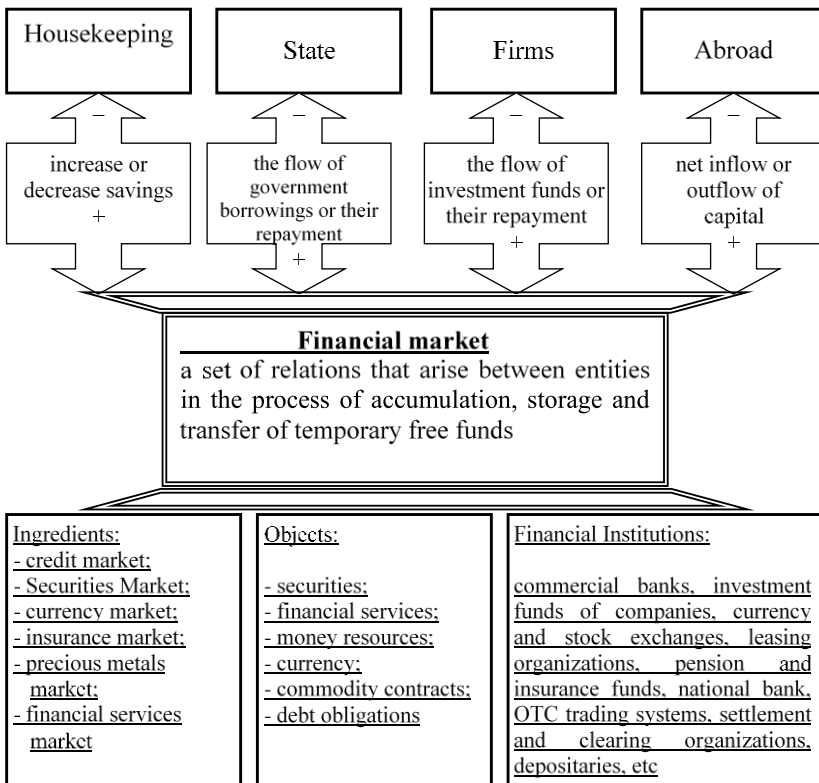 Housekeeping
State
Firms
Abroad
−
increase or
decrease savings
+
−
the flow of
government
borrowings or their
repayment
+
−
the flow of
investment funds or
their repayment
+
−
net inflow or
outflow of
capital
+
Financial market
a set of relations that arise between entities
in the process of accumulation, storage and
transfer of temporary free funds
Ingredients:
- credit market;
- Securities Market;
- currency market;
- insurance market;
- precious metals
market;
- financial services
market
Objects:
- securities;
- financial services;
- money resources;
- currency;
- commodity contracts;
- debt obligations
Financial Institutions:
commercial banks, investment
funds of companies, currency
and stock exchanges, leasing
organizations, pension and
insurance funds, national bank,
OTC trading systems, settlement
and clearing organizations,
depositaries, etc